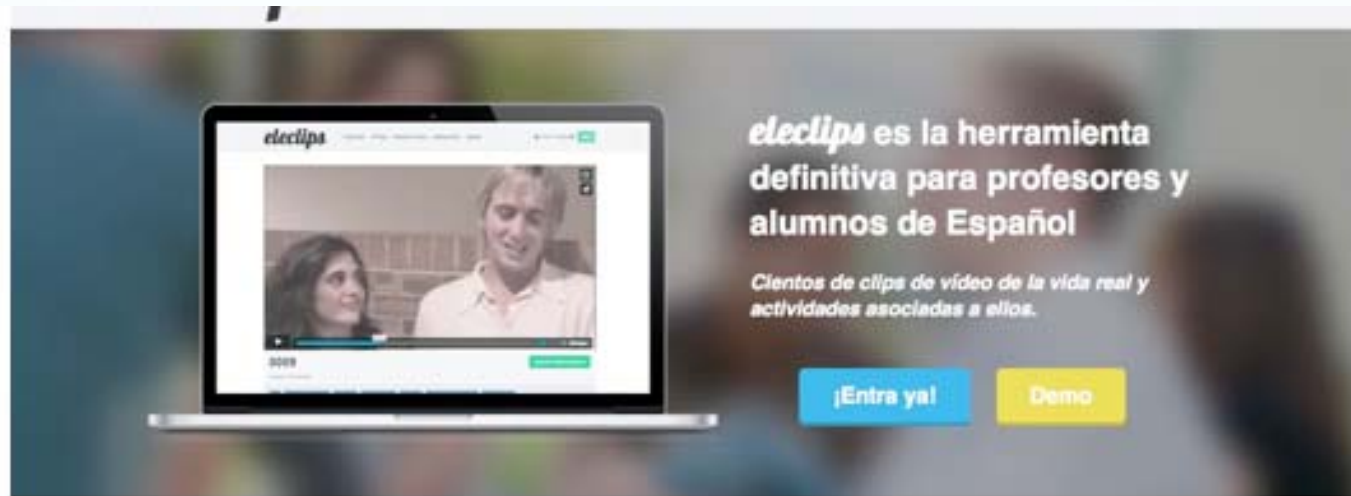 eleclips
0009
eleclips es la herramienta
definitiva para profesores y
alumnos de Español
Cientos de clips de vídeo de la vida real y
actividades asociadas a ellos.
¡Entra ya!
Demo